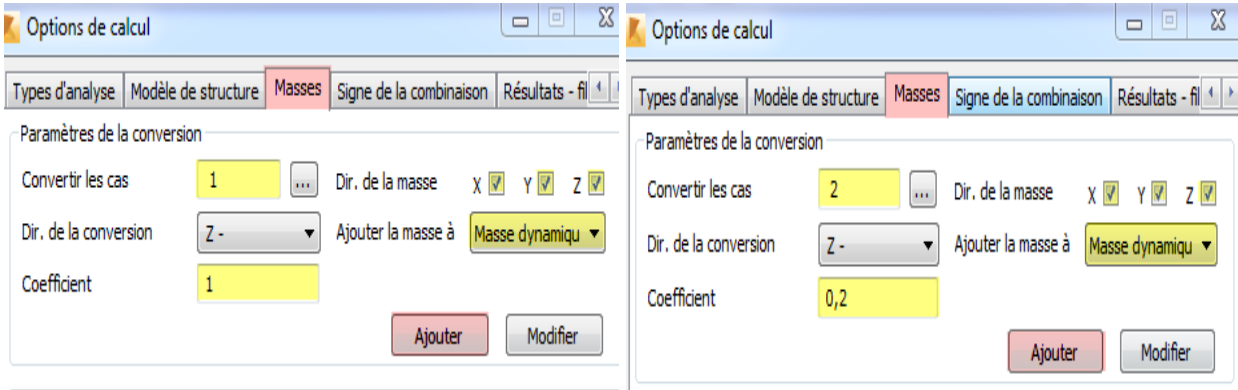 Options de calcul
Types d'analyse Modèle de structure Masses Signe de la combinaison Résultats - fil
Paramètres de la conversion
Convertir les cas 1 ... Dir. de la masse X Y Z
Dir. de la conversion Z - Ajouter la masse à Masse dynamiqu
Coefficient 1
Ajouter Modifier
Options de calcul
Types d'analyse Modèle de structure Masses Signe de la combinaison Résultats - fil
Paramètres de la conversion
Convertir les cas 2 ... Dir. de la masse X Y Z
Dir. de la conversion Z - Ajouter la masse à Masse dynamiqu
Coefficient 0,2
Ajouter Modifier